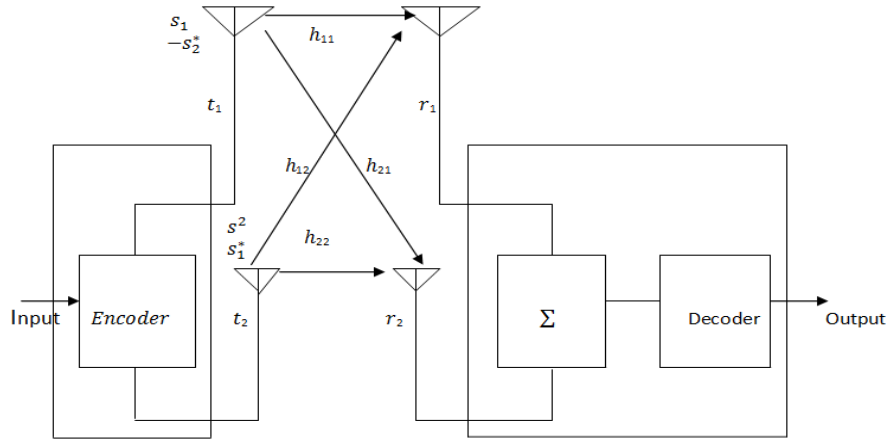 s₁
−s₂*
h₁₁
t₁
r₁
h₁₂
h₂₁
s²
s₁*
h₂₂
Input
Encoder
t₂
r₂
Σ
Decoder
Output